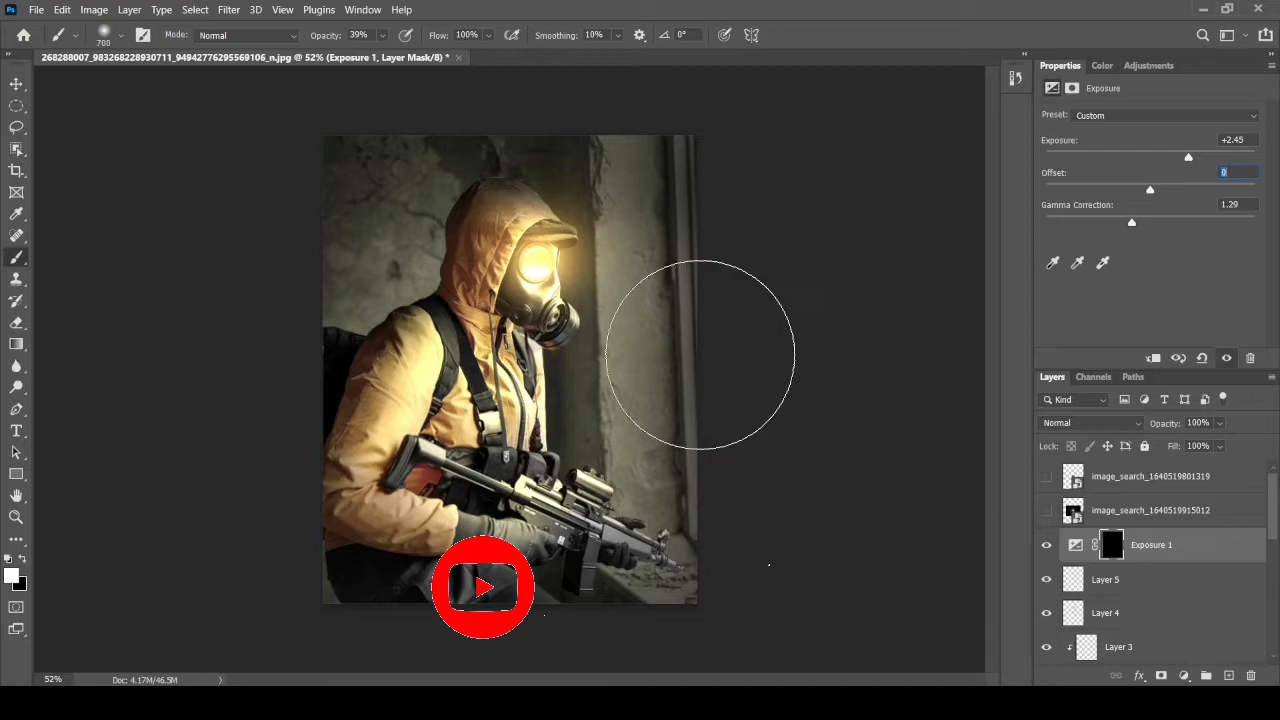 Ps File Edit Image Layer Type Select Filter 3D View Plugins Window Help
700 Mode: Normal Opacity: 39% Flow: 100% Smoothing: 10% 0°
268288007_983268228930711_94942776295569106_n.jpg @ 52% (Exposure 1, Layer Mask/8) *
Properties Color Adjustments
Exposure
Preset: Custom
Exposure: +2.45
Offset: 0
Gamma Correction: 1.29
Layers Channels Paths
Kind
Normal Opacity: 100%
Lock: Fill: 100%
image_search_1640519801319
image_search_1640519915012
Exposure 1
Layer 5
Layer 4
Layer 3
fx
52% Doc: 4.17M/46.5M